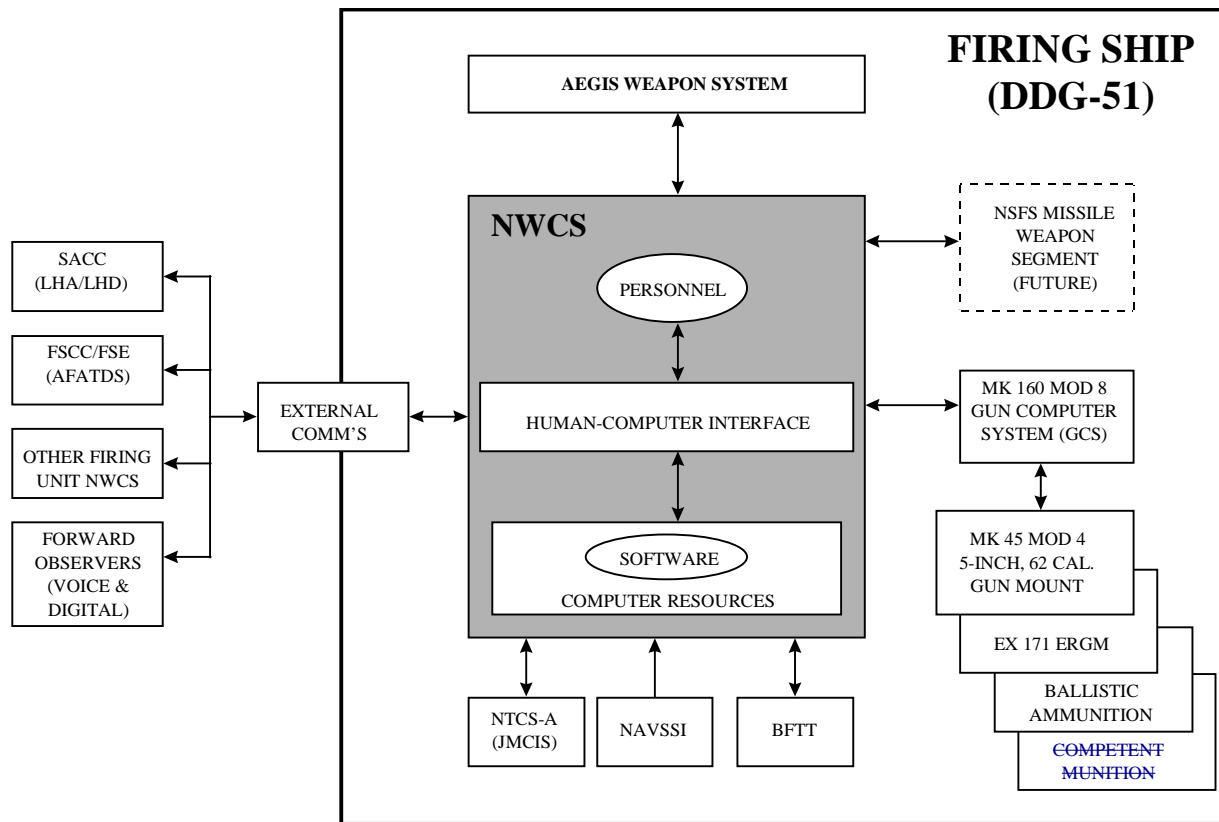 FIRING SHIP
(DDG-51)
AEGIS WEAPON SYSTEM
NWCS
PERSONNEL
HUMAN-COMPUTER INTERFACE
SOFTWARE
COMPUTER RESOURCES
NSFS MISSILE
WEAPON
SEGMENT
(FUTURE)
SACC
(LHA/LHD)
FSCC/FSE
(AFATDS)
OTHER FIRING
UNIT NWCS
FORWARD
OBSERVERS
(VOICE &
DIGITAL)
EXTERNAL
COMM'S
MK 160 MOD 8
GUN COMPUTER
SYSTEM (GCS)
MK 45 MOD 4
5-INCH, 62 CAL.
GUN MOUNT
EX 171 ERGM
BALLISTIC
AMMUNITION
COMPETENT
MUNITION
NTCS-A
(JMCIS)
NAVSSI
BFTT